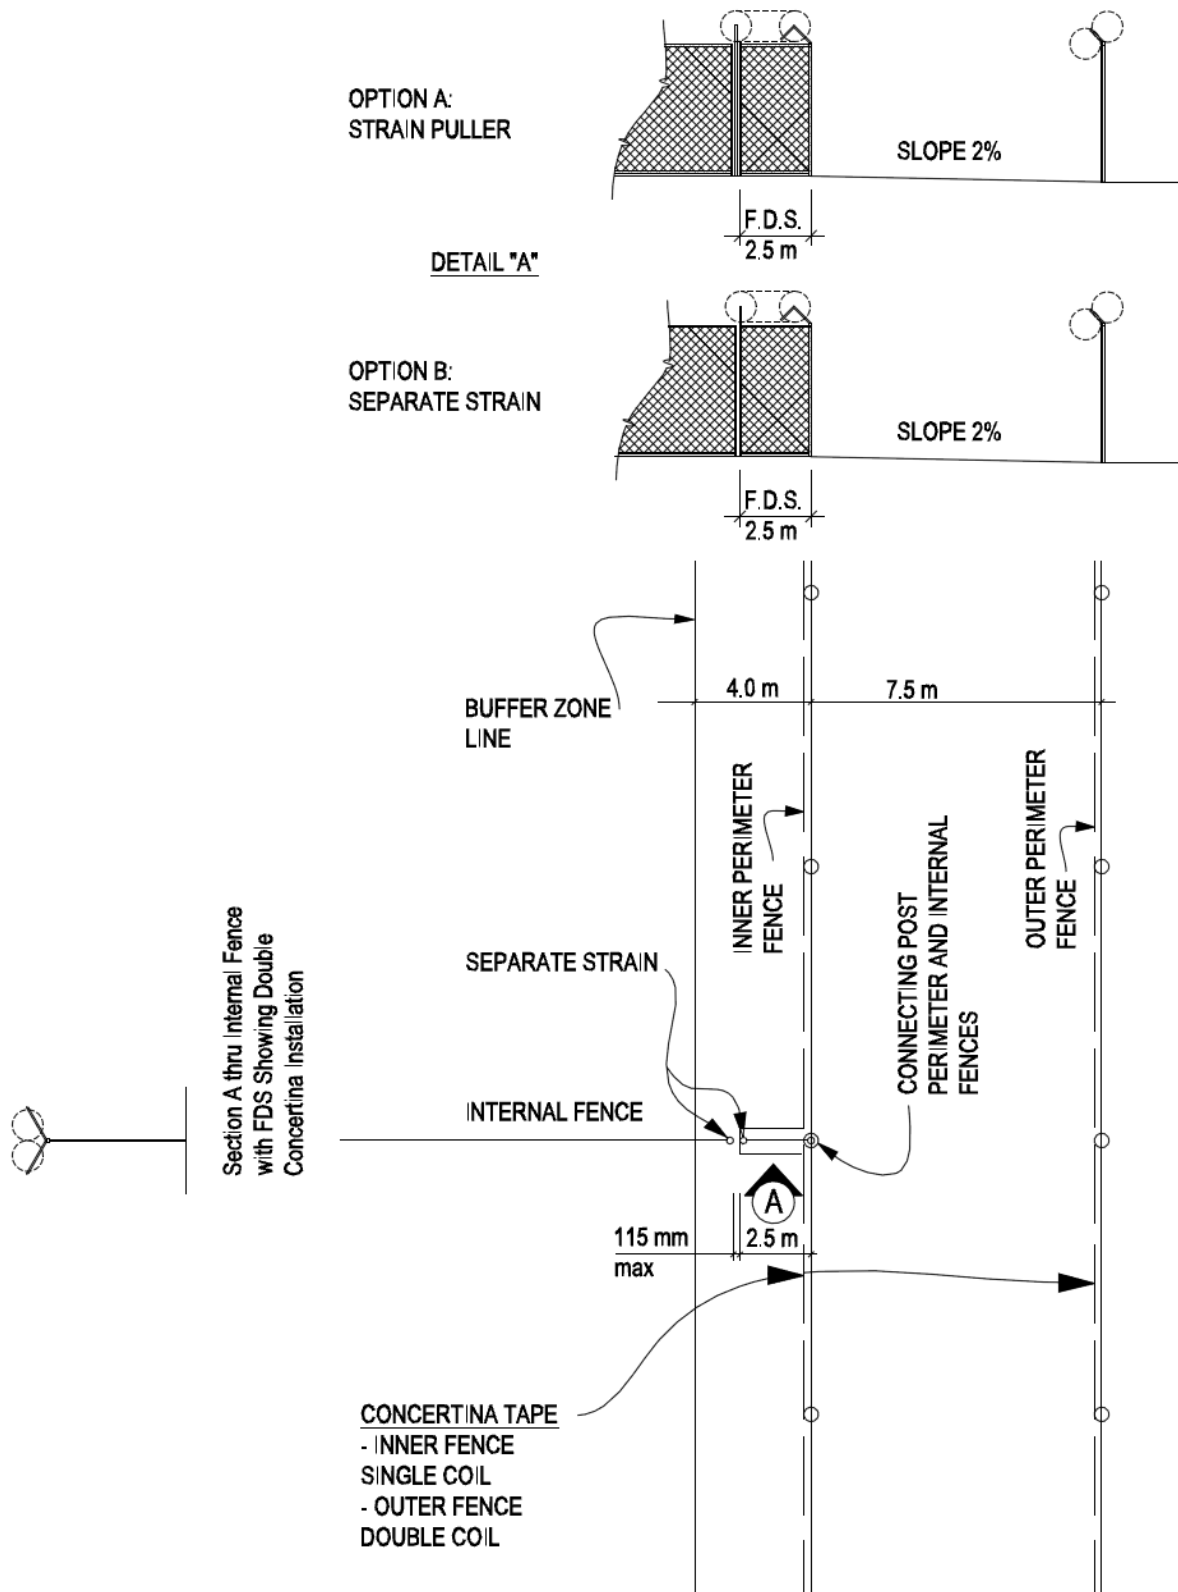 OPTION A:
STRAIN PULLER
SLOPE 2%
F.D.S.
2.5 m
DETAIL "A"
OPTION B:
SEPARATE STRAIN
SLOPE 2%
F.D.S.
2.5 m
4.0 m
7.5 m
BUFFER ZONE
LINE
INNER PERIMETER
FENCE
OUTER PERIMETER
FENCE
CONNECTING POST
PERIMETER AND INTERNAL
FENCES
SEPARATE STRAIN
Section A thru Internal Fence
with FDS Showing Double
Concertina Installation
INTERNAL FENCE
A
115 mm
max
2.5 m
CONCERTINA TAPE
- INNER FENCE
SINGLE COIL
- OUTER FENCE
DOUBLE COIL